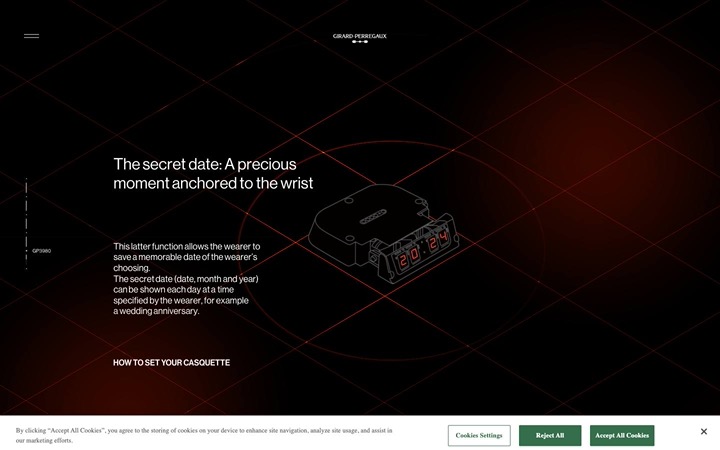 GIRARD-PERREGAUX
The secret date: A precious
moment anchored to the wrist
20:24
GP3980
This latter function allows the wearer to
save a memorable date of the wearer's
choosing.
The secret date (date, month and year)
can be shown each day at a time
specified by the wearer, for example
a wedding anniversary.
HOW TO SET YOUR CASQUETTE
By clicking “Accept All Cookies”, you agree to the storing of cookies on your device to enhance site navigation, analyze site usage, and assist in
our marketing efforts.
Cookies Settings
Reject All
Accept All Cookies